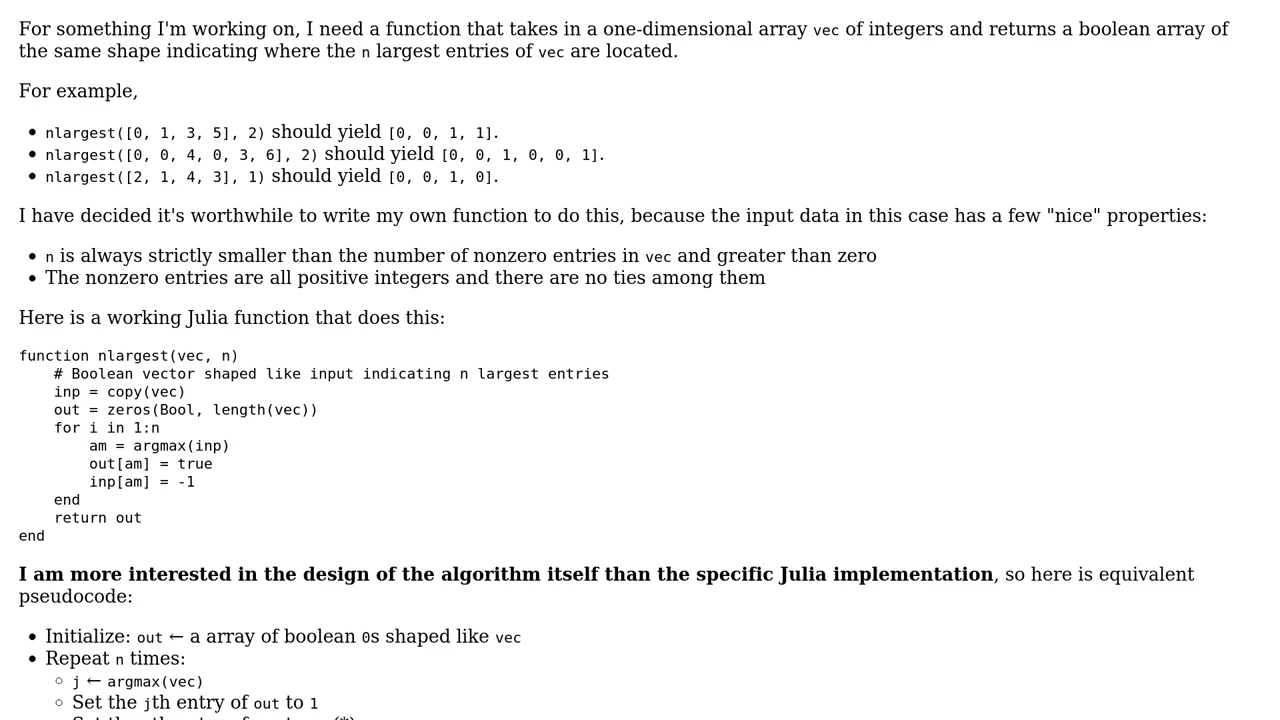 For something I'm working on, I need a function that takes in a one-dimensional array vec of integers and returns a boolean array of
the same shape indicating where the n largest entries of vec are located.
For example,
• nlargest([0, 1, 3, 5], 2) should yield [0, 0, 1, 1].
• nlargest([0, 0, 4, 0, 3, 6], 2) should yield [0, 0, 1, 0, 0, 1].
• nlargest([2, 1, 4, 3], 1) should yield [0, 0, 1, 0].
I have decided it's worthwhile to write my own function to do this, because the input data in this case has a few "nice" properties:
• n is always strictly smaller than the number of nonzero entries in vec and greater than zero
• The nonzero entries are all positive integers and there are no ties among them
Here is a working Julia function that does this:
function nlargest(vec, n)
    # Boolean vector shaped like input indicating n largest entries
    inp = copy(vec)
    out = zeros(Bool, length(vec))
    for i in 1:n
        am = argmax(inp)
        out[am] = true
        inp[am] = -1
    end
    return out
end
I am more interested in the design of the algorithm itself than the specific Julia implementation, so here is equivalent
pseudocode:
• Initialize: out ← a array of boolean 0s shaped like vec
• Repeat n times:
◦ j ← argmax(vec)
◦ Set the jth entry of out to 1